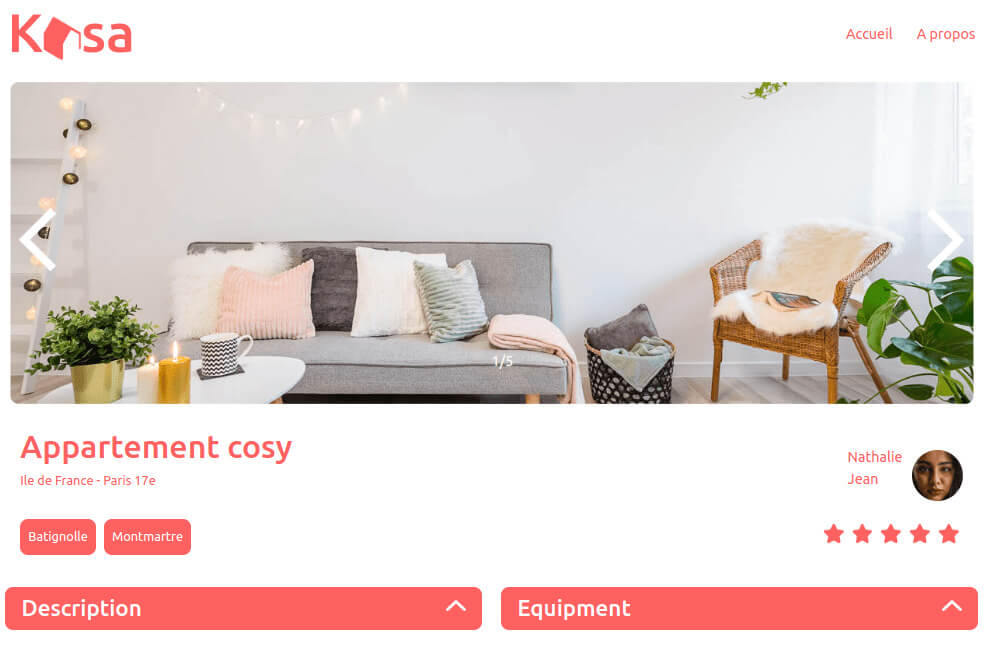 Kasa
Accueil A propos
1/5
Appartement cosy
Ile de France - Paris 17e
Nathalie
Jean
Batignolle Montmartre
Description Equipment